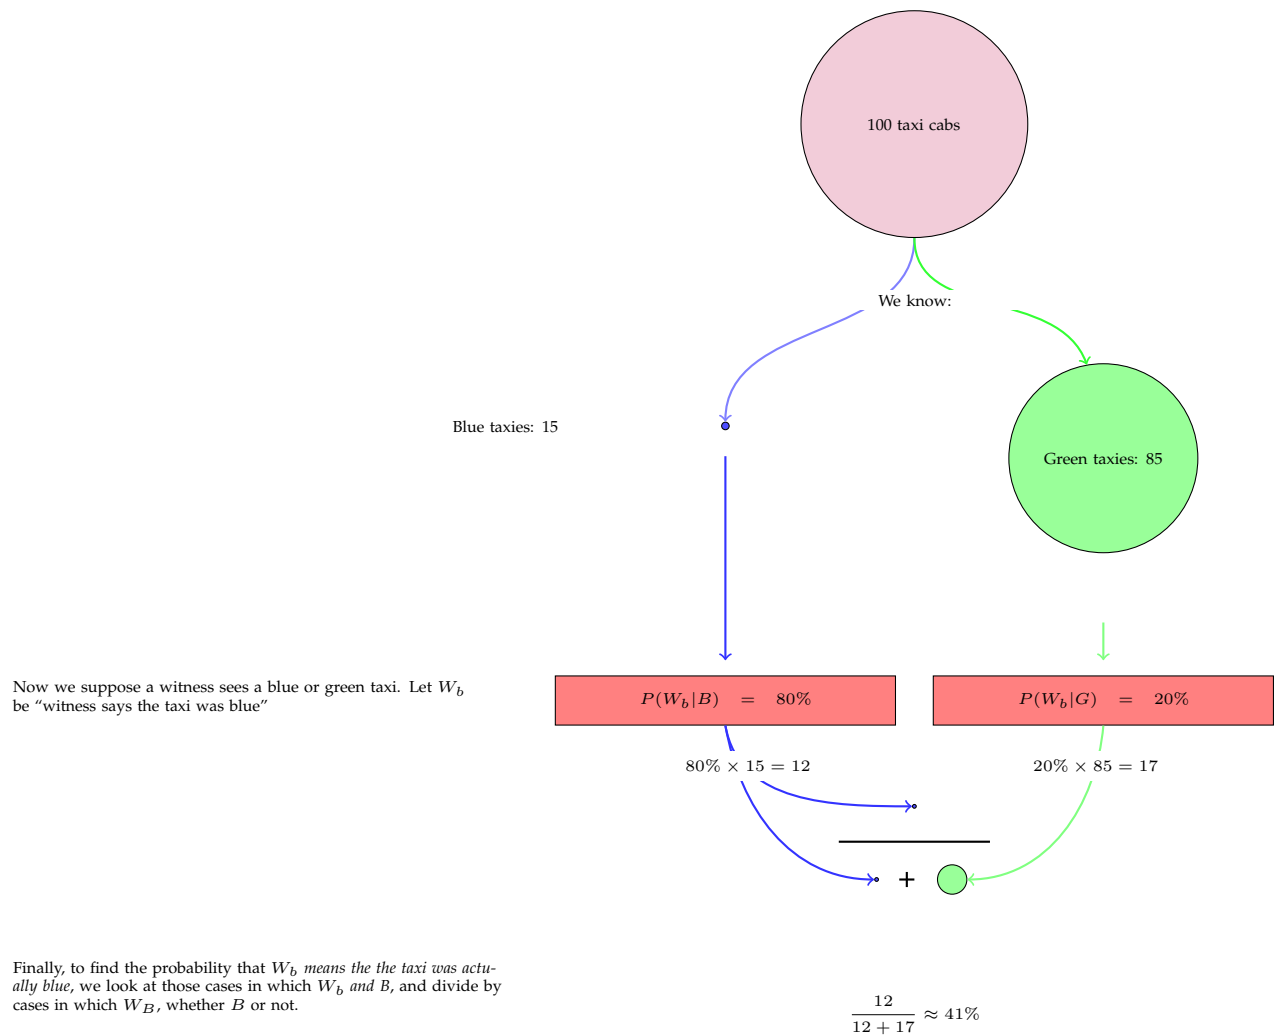 100 taxi cabs
We know:
Blue taxies: 15
Green taxies: 85
Now we suppose a witness sees a blue or green taxi. Let W_b
be “witness says the taxi was blue”
P(W_b|B) = 80%
P(W_b|G) = 20%
80% × 15 = 12
20% × 85 = 17
+
Finally, to find the probability that W_b means the the taxi was actu-
ally blue, we look at those cases in which W_b and B, and divide by
cases in which W_B, whether B or not.
12
12 + 17
≈ 41%